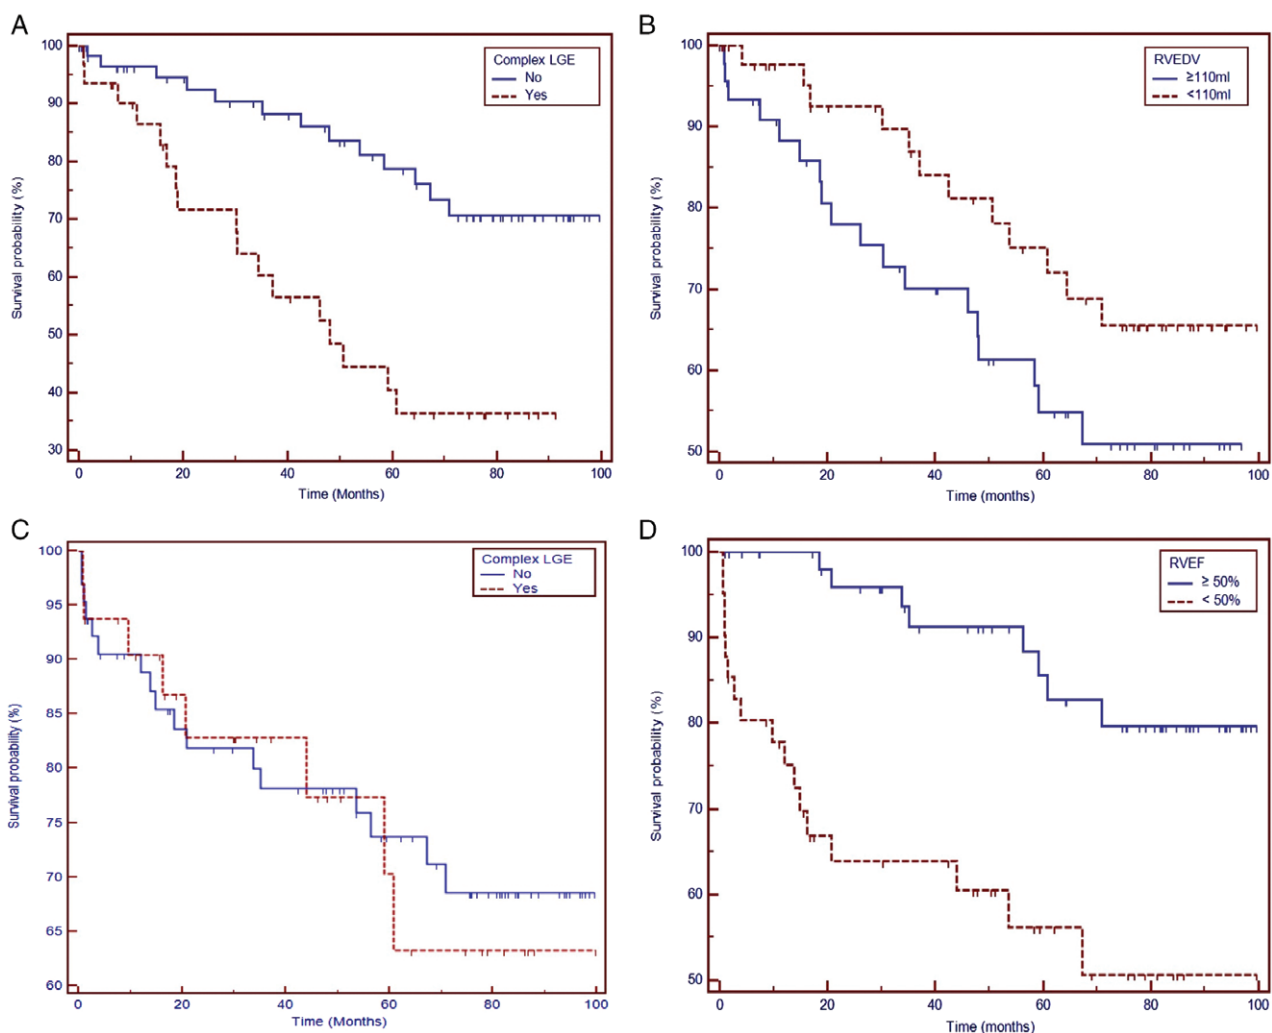 A
100
90
80
70
60
50
40
30
Survival probability (%)
Complex LGE
No
Yes
0 20 40 60 80 100
Time (Months)
B
100
90
80
70
60
50
Survival probability (%)
RVEDV
≥110ml
<110ml
0 20 40 60 80 100
Time (months)
C
100
95
90
85
80
75
70
65
60
Survival probability (%)
Complex LGE
No
Yes
0 20 40 60 80 100
Time (Months)
D
100
90
80
70
60
50
Survival probability (%)
RVEF
≥ 50%
< 50%
0 20 40 60 80 100
Time (months)